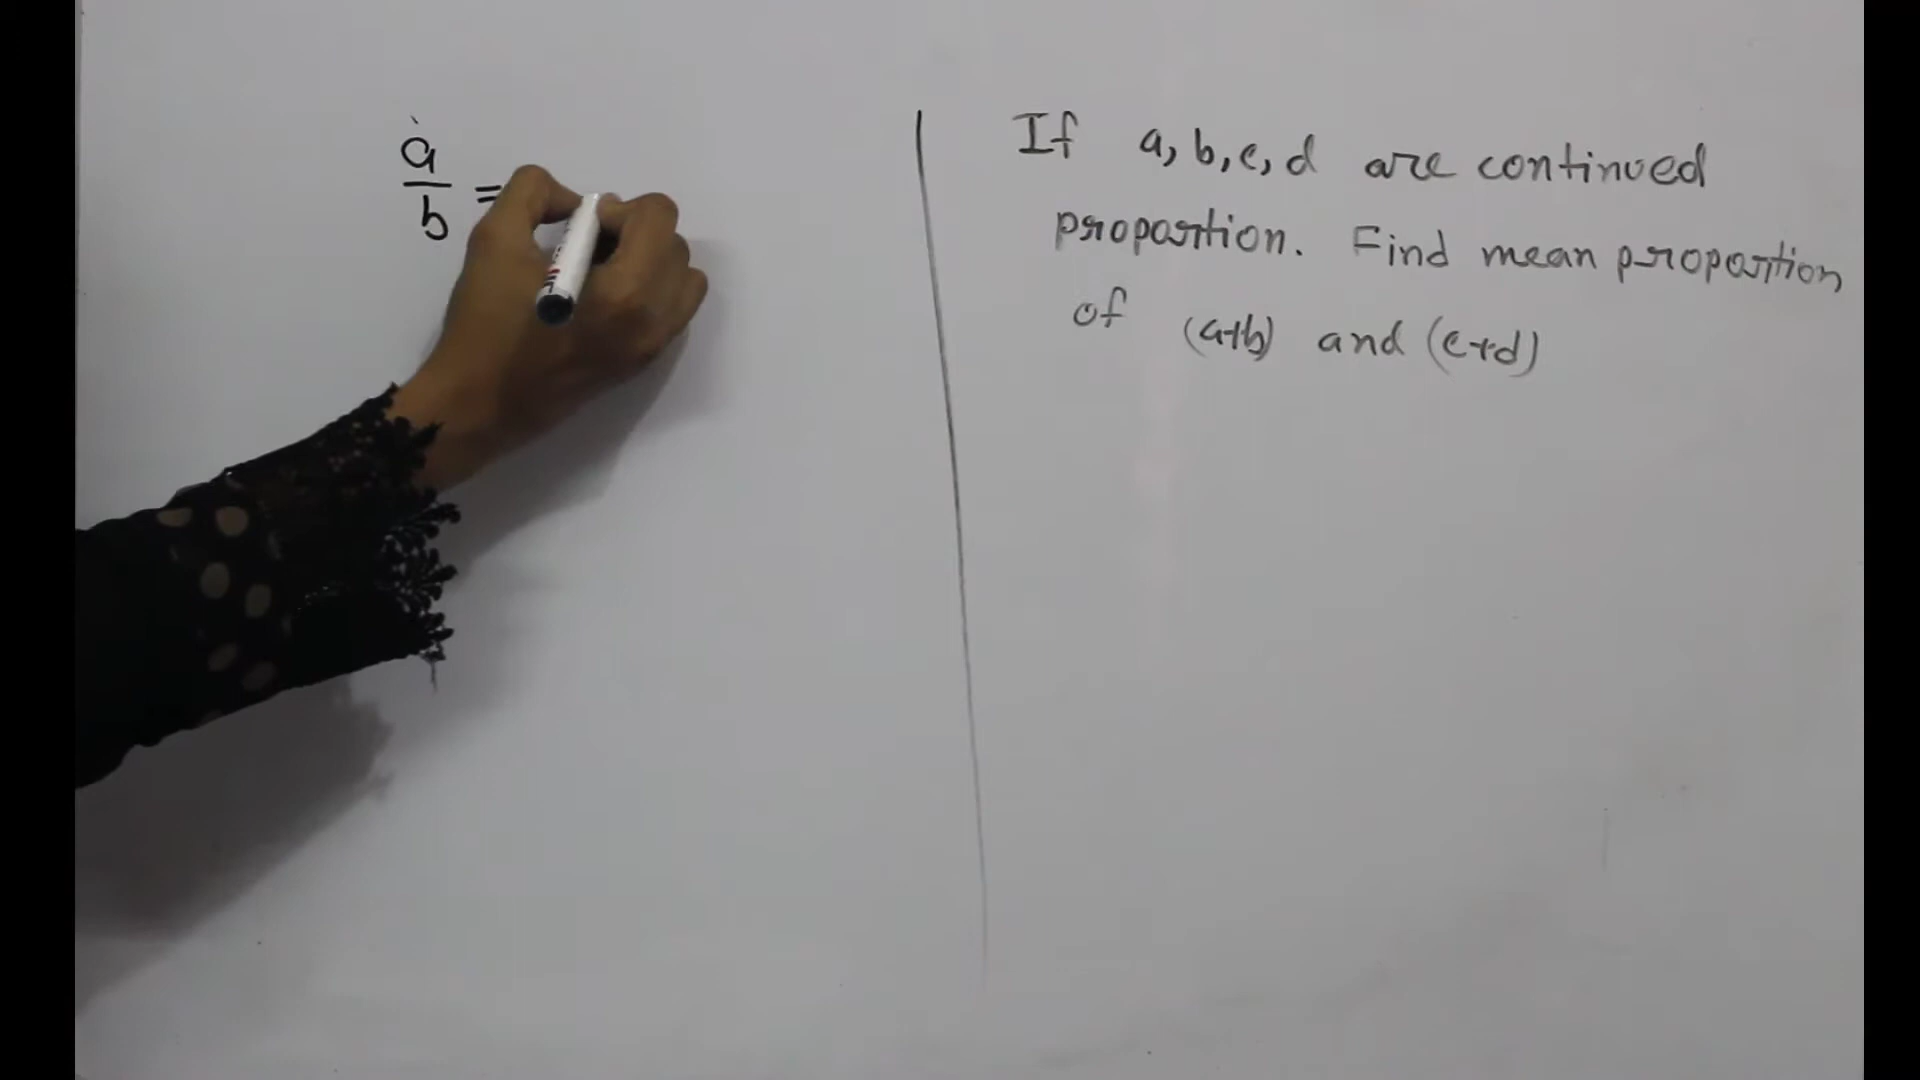 a/b =
If a, b, c, d are continued
proportion. Find mean proportion
of (a+b) and (c+d)